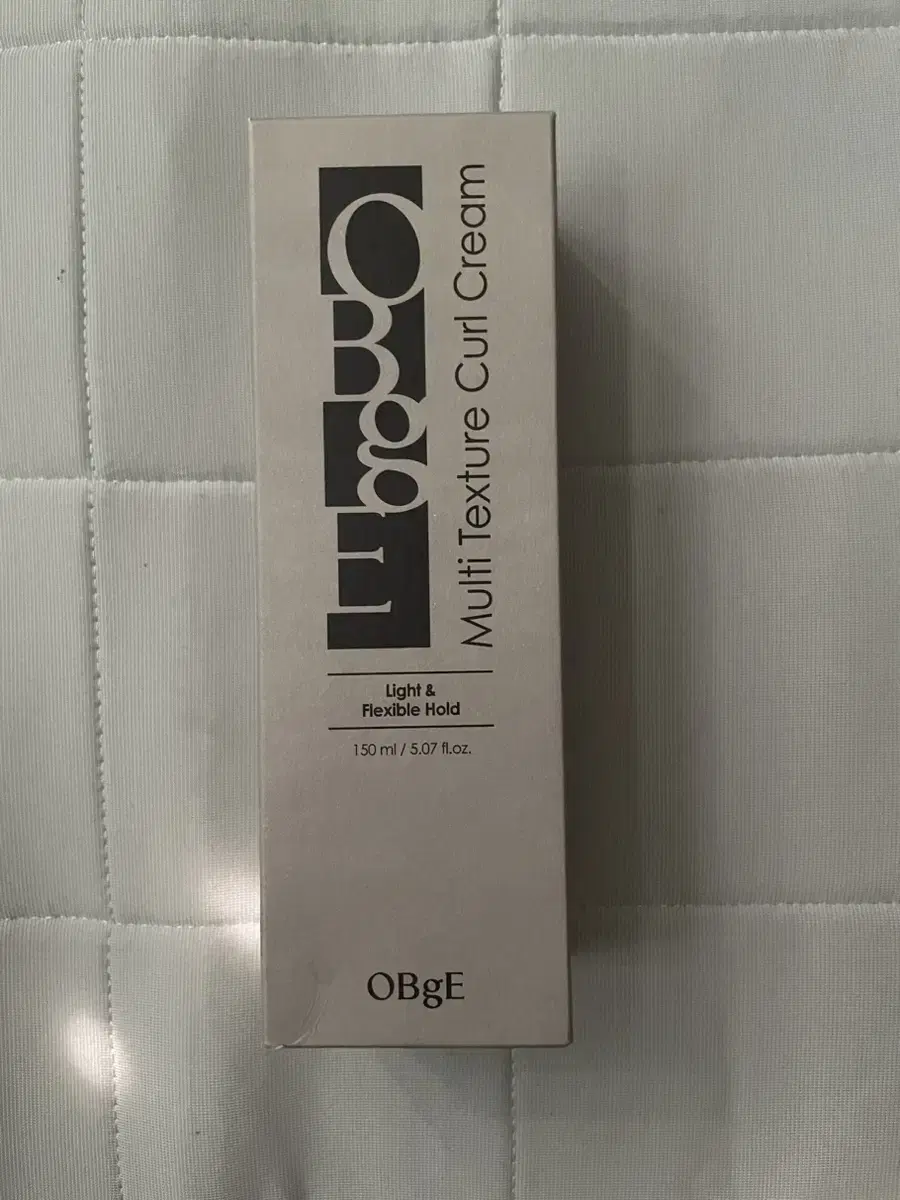 OBgE
Multi Texture Curl Cream
Light &
Flexible Hold
150 ml / 5.07 fl.oz.
OBgE